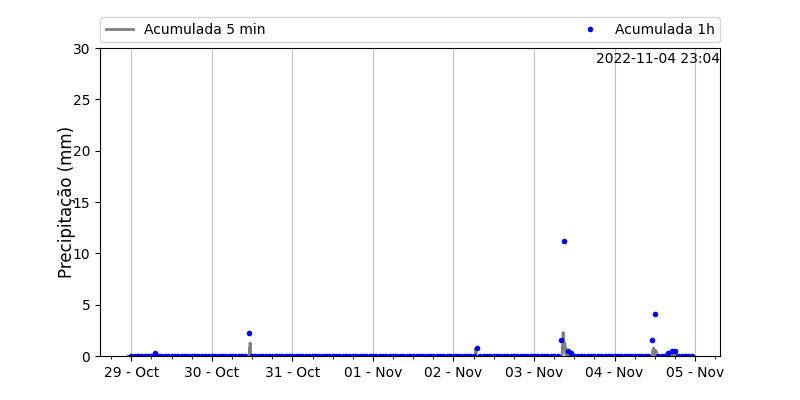 Acumulada 5 min
Acumulada 1h
2022-11-04 23:04
Precipitação (mm)
30
25
20
15
10
5
0
29 - Oct
30 - Oct
31 - Oct
01 - Nov
02 - Nov
03 - Nov
04 - Nov
05 - Nov